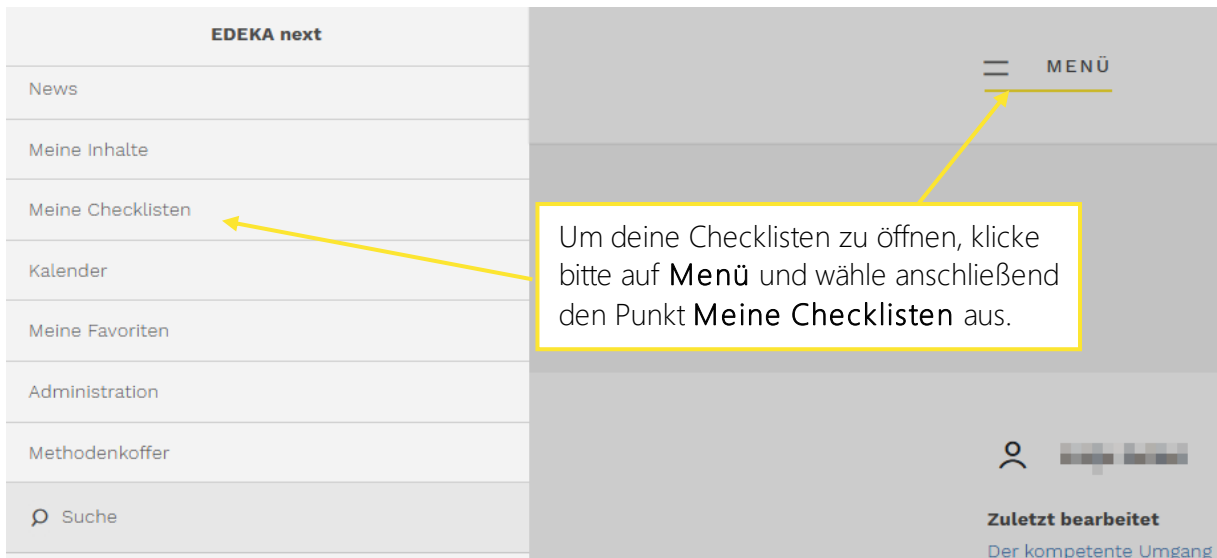 EDEKA next
News
Meine Inhalte
Meine Checklisten
Kalender
Meine Favoriten
Administration
Methodenkoffer
Suche
MENÜ
Um deine Checklisten zu öffnen, klicke
bitte auf Menü und wähle anschließend
den Punkt Meine Checklisten aus.
Zuletzt bearbeitet
Der kompetente Umgang